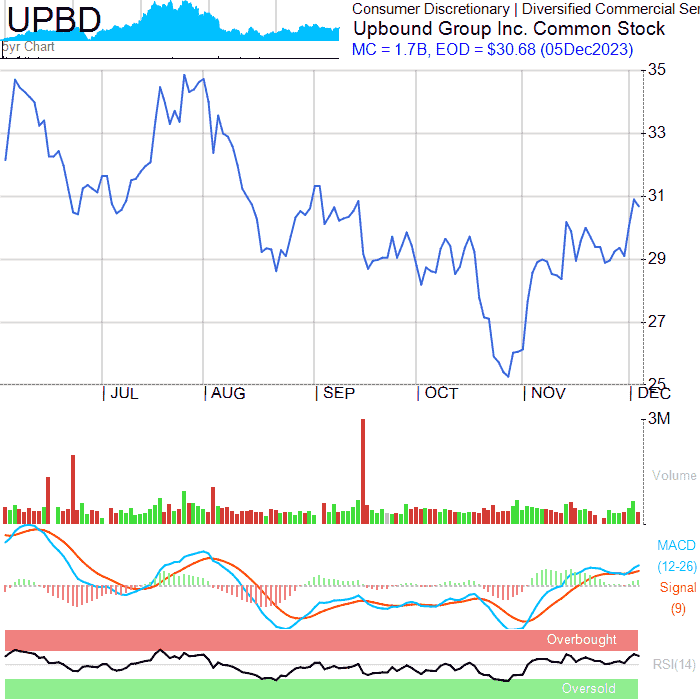 UPBD
Consumer Discretionary | Diversified Commercial Ser
Upbound Group Inc. Common Stock
MC = 1.7B, EOD = $30.68 (05Dec2023)
5yr Chart
35
33
31
29
27
25
JUL AUG SEP OCT NOV DEC
3M
Volume
MACD
(12-26)
Signal
(9)
Overbought
RSI(14)
Oversold